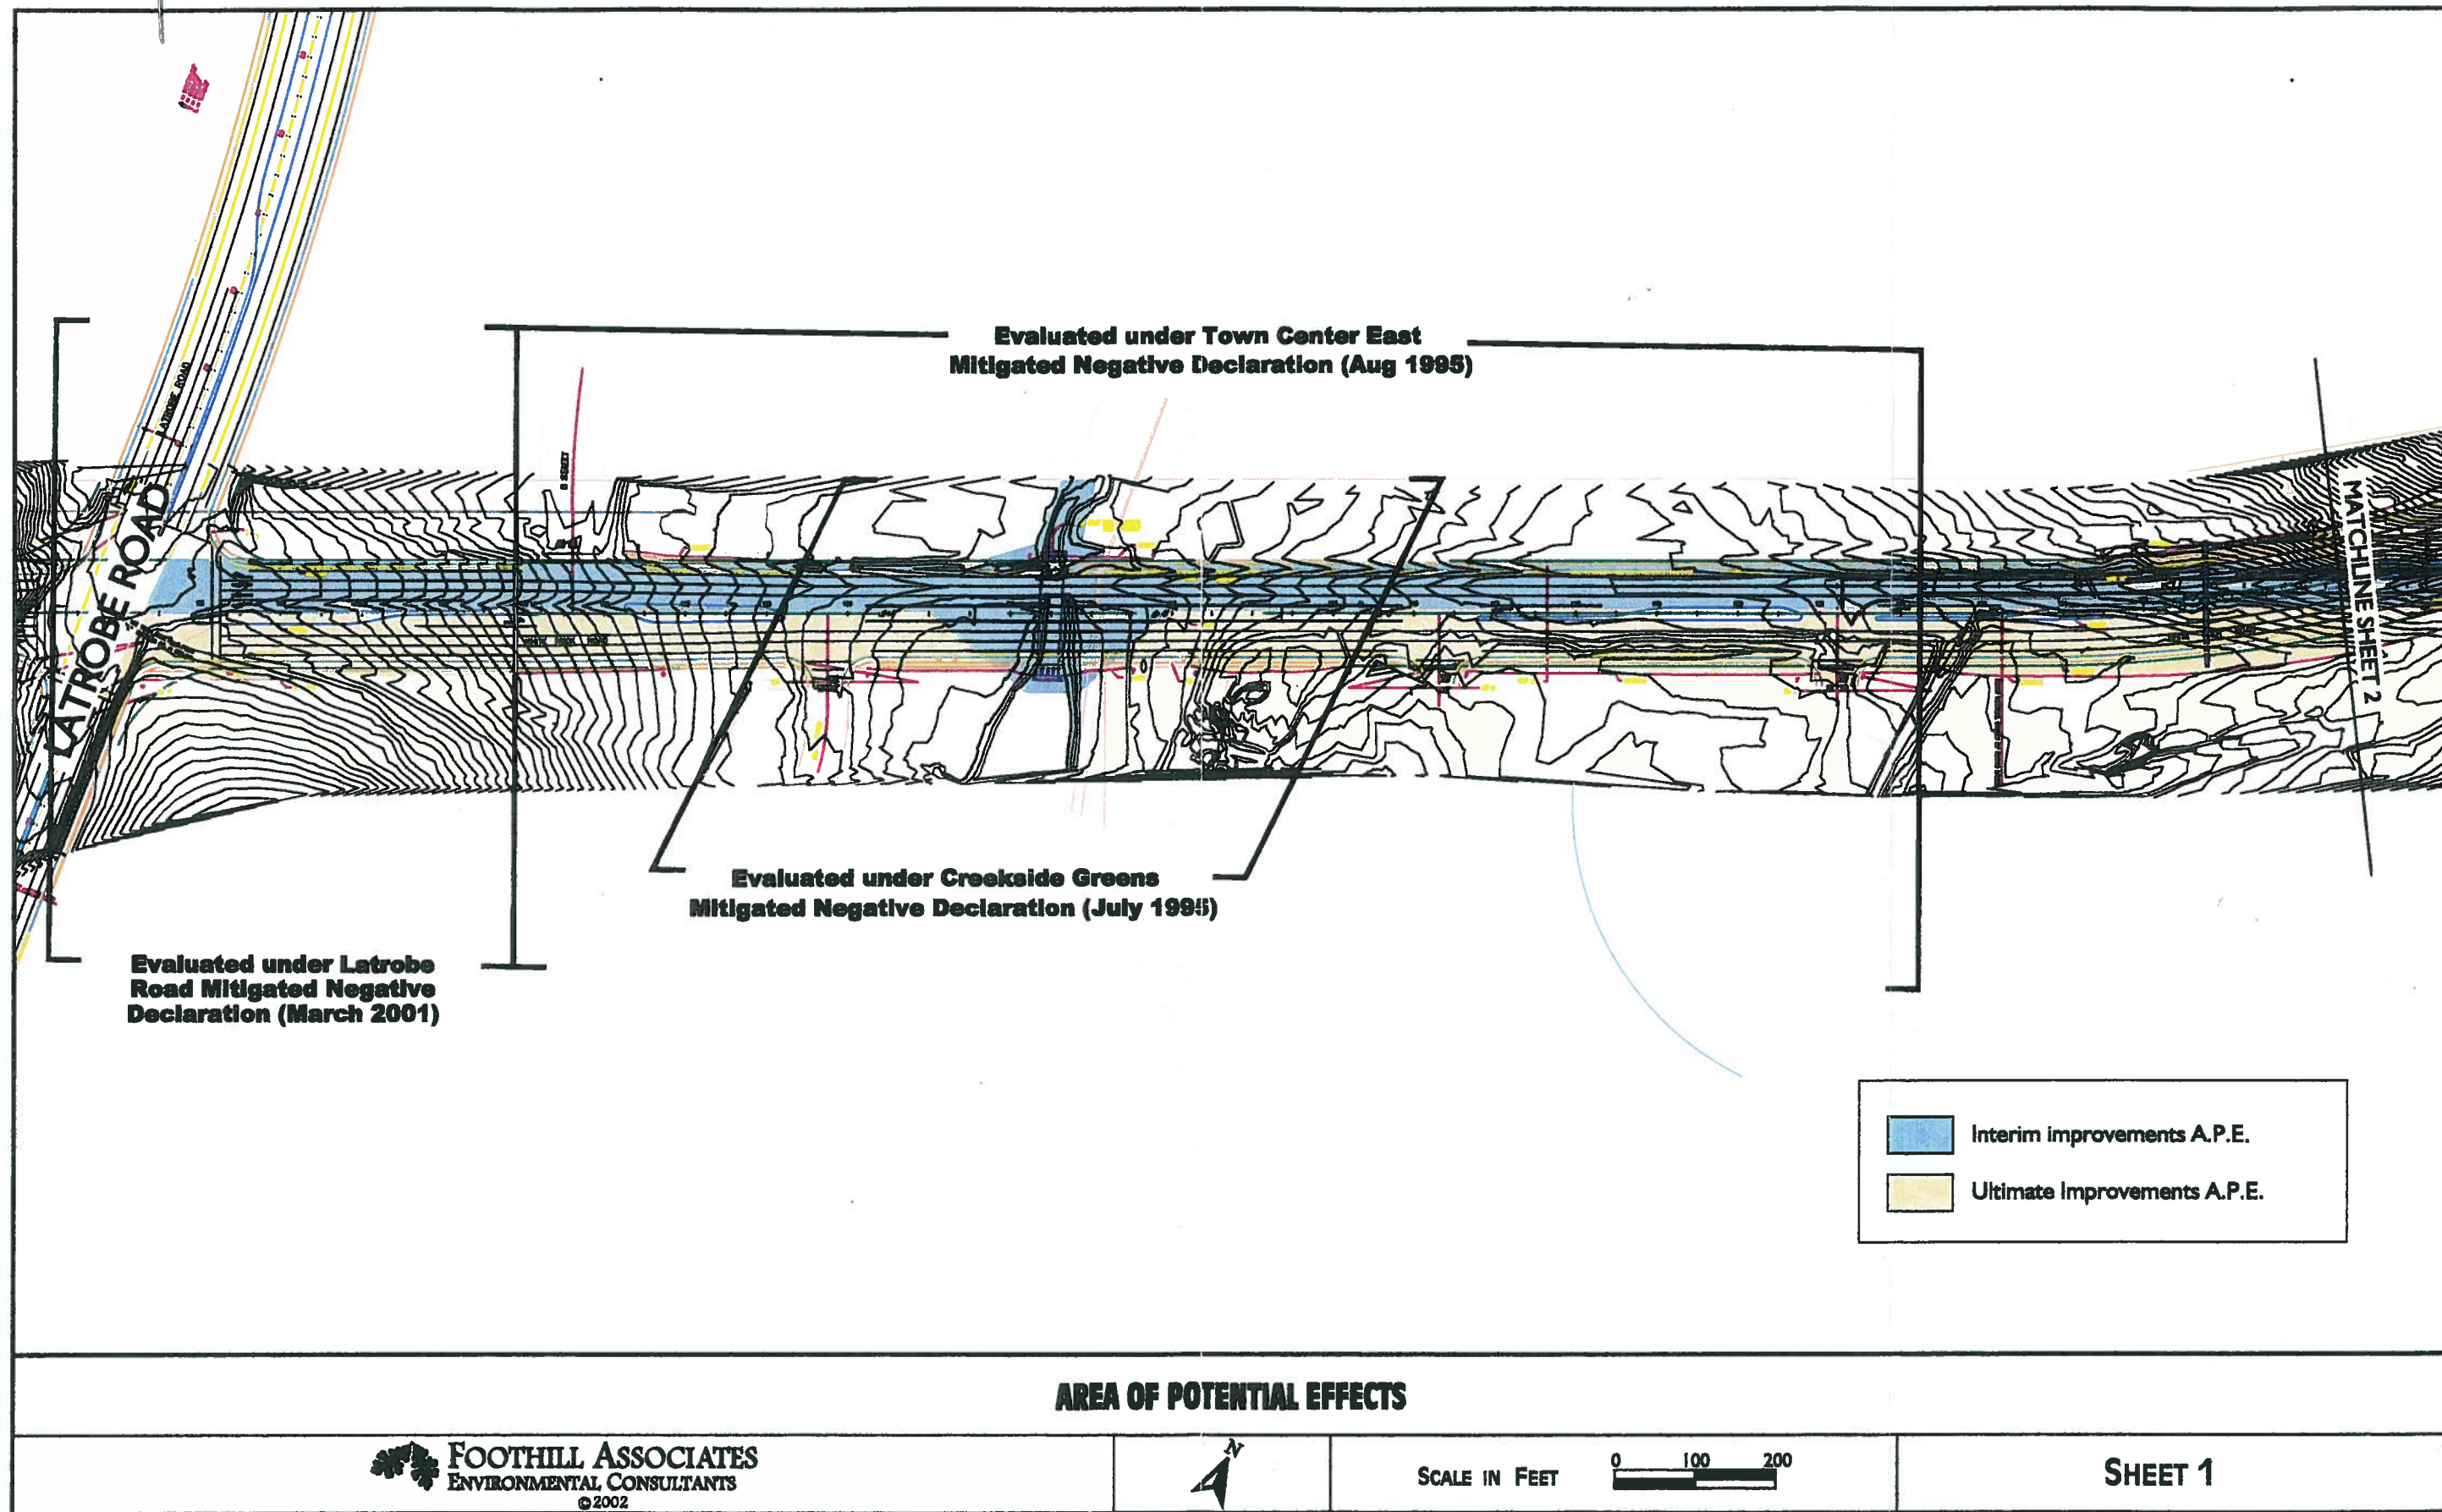 LATROBE ROAD
Evaluated under Town Center East
Mitigated Negative Declaration (Aug 1995)
LATROBE ROAD
MATCHLINE SHEET 2
Evaluated under Creekside Greens
Mitigated Negative Declaration (July 1995)
Evaluated under Latrobe
Road Mitigated Negative
Declaration (March 2001)
Interim improvements A.P.E.
Ultimate Improvements A.P.E.
AREA OF POTENTIAL EFFECTS
FOOTHILL ASSOCIATES
ENVIRONMENTAL CONSULTANTS
©2002
N
SCALE IN FEET
0 100 200
SHEET 1